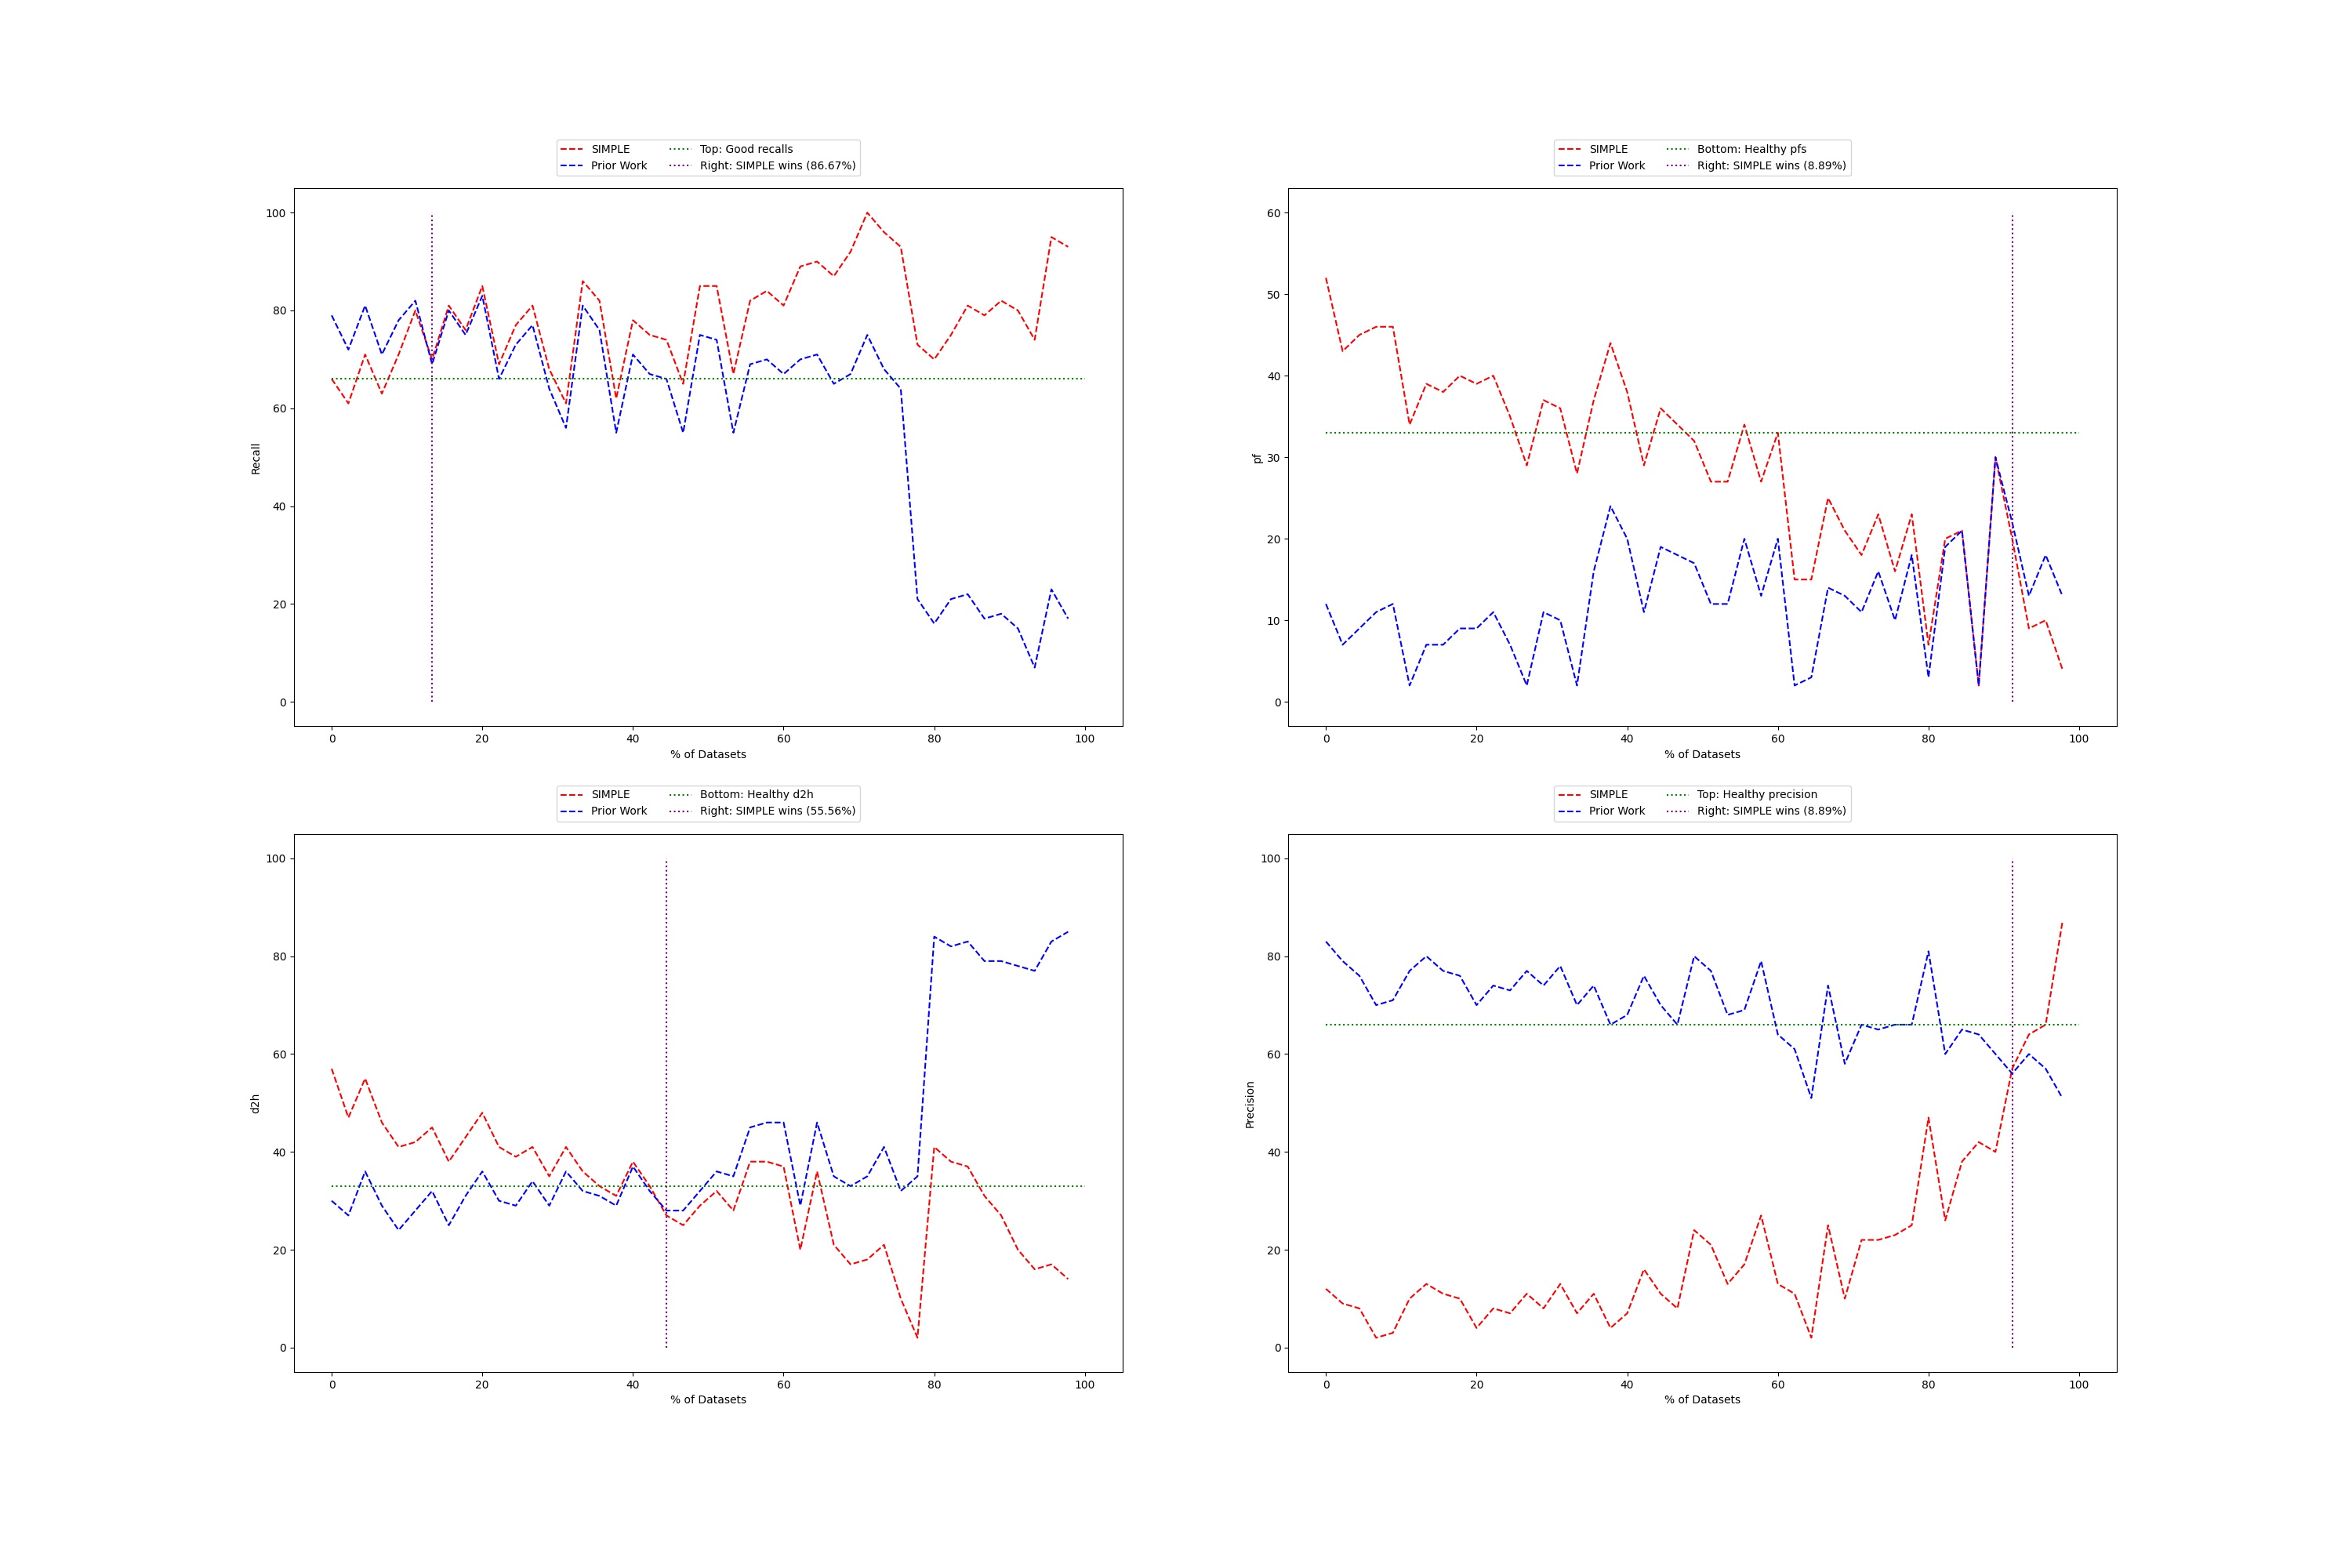 SIMPLE
Prior Work
Top: Good recalls
Right: SIMPLE wins (86.67%)
100
80
60
40
20
0
Recall
0 20 40 60 80 100
% of Datasets
SIMPLE
Prior Work
Bottom: Healthy pfs
Right: SIMPLE wins (8.89%)
60
50
40
30
20
10
0
pf
0 20 40 60 80 100
% of Datasets
SIMPLE
Prior Work
Bottom: Healthy d2h
Right: SIMPLE wins (55.56%)
100
80
60
40
20
0
d2h
0 20 40 60 80 100
% of Datasets
SIMPLE
Prior Work
Top: Healthy precision
Right: SIMPLE wins (8.89%)
100
80
60
40
20
0
Precision
0 20 40 60 80 100
% of Datasets